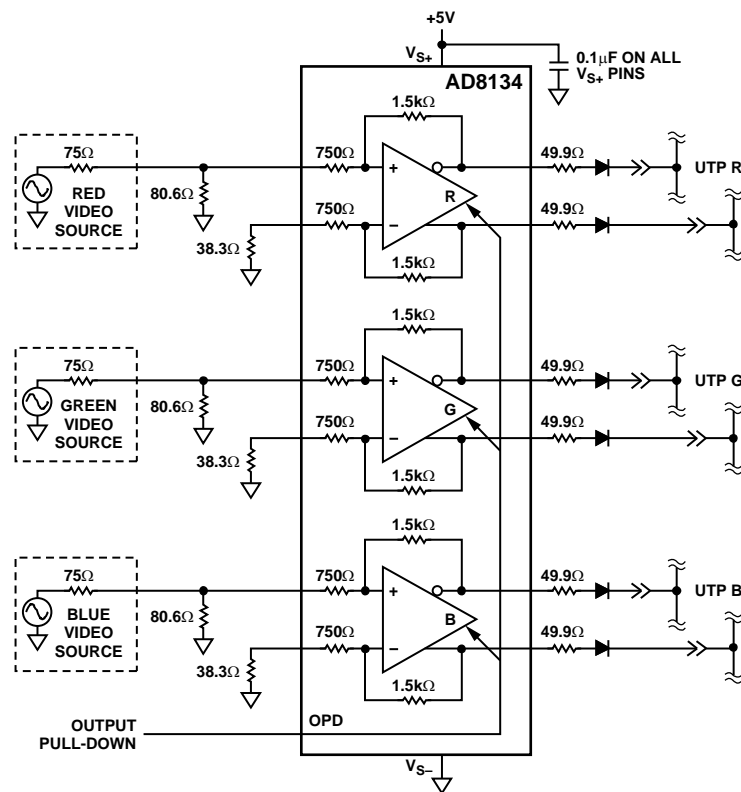 +5V
VS+
0.1µF ON ALL
VS+ PINS
AD8134
1.5kΩ
75Ω
750Ω
49.9Ω
+
UTP R
RED
VIDEO
SOURCE
80.6Ω
R
750Ω
49.9Ω
–
38.3Ω
1.5kΩ
1.5kΩ
75Ω
750Ω
49.9Ω
+
UTP G
GREEN
VIDEO
SOURCE
80.6Ω
G
750Ω
49.9Ω
–
38.3Ω
1.5kΩ
1.5kΩ
75Ω
750Ω
49.9Ω
+
UTP B
BLUE
VIDEO
SOURCE
80.6Ω
B
750Ω
49.9Ω
–
38.3Ω
1.5kΩ
OUTPUT
PULL-DOWN
OPD
VS–